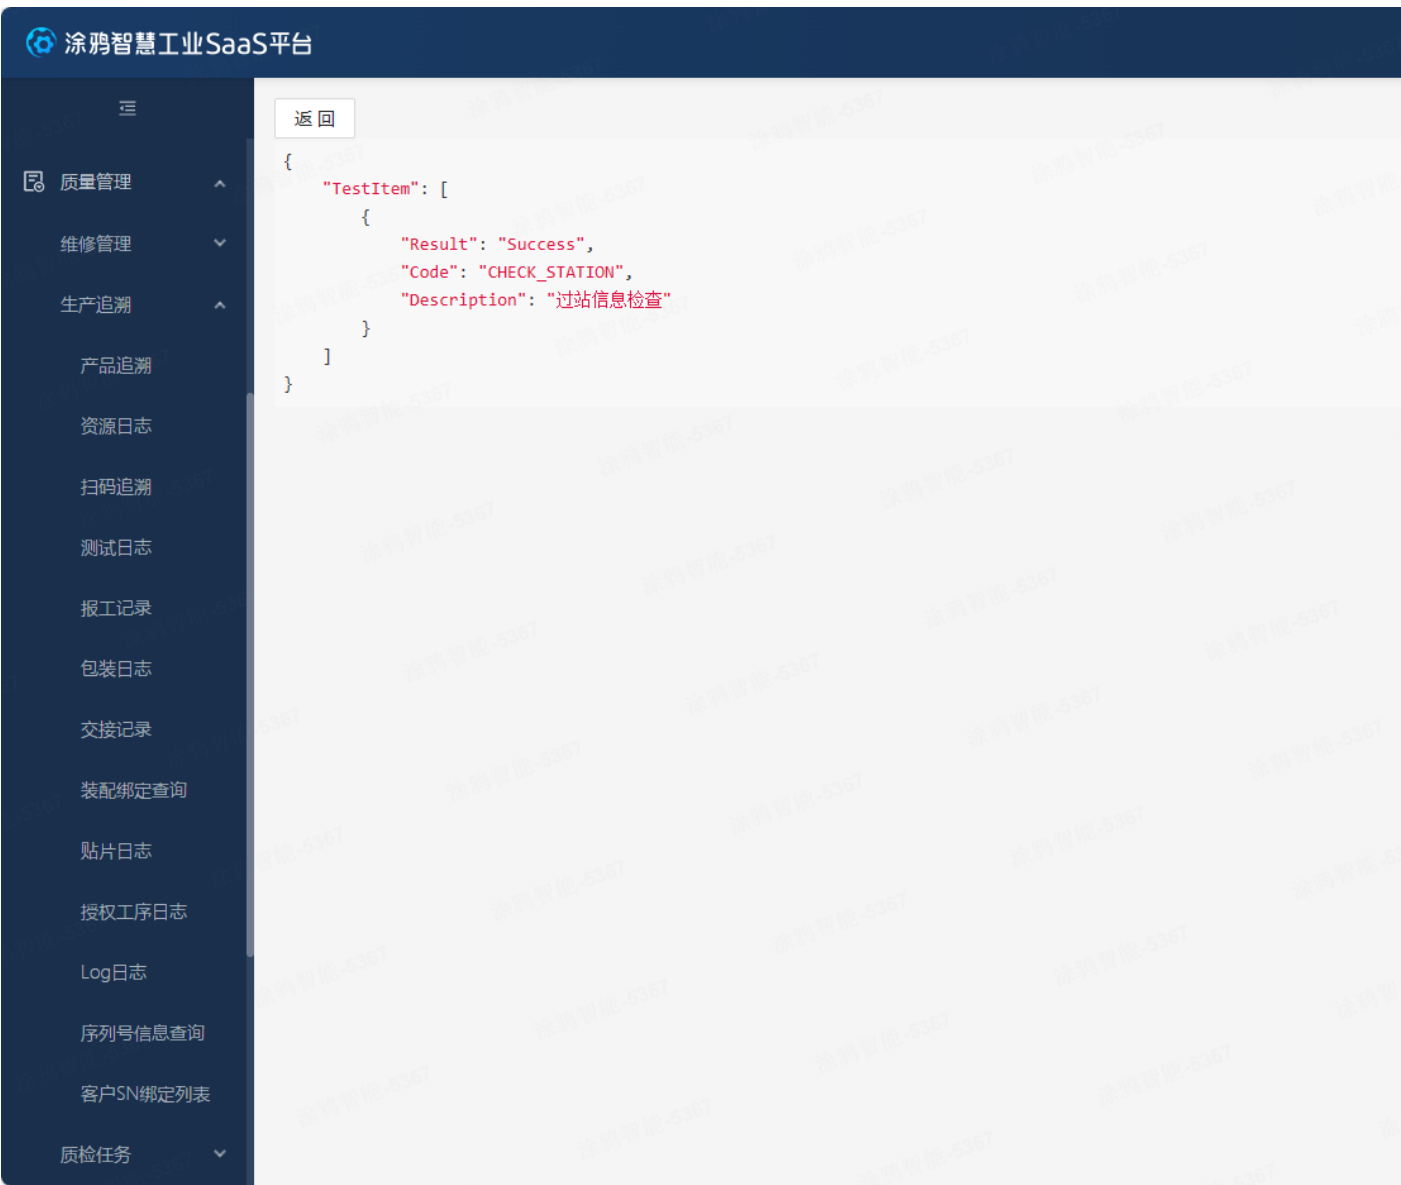 涂鸦智慧工业SaaS平台
质量管理
维修管理
生产追溯
产品追溯
资源日志
扫码追溯
测试日志
报工记录
包装日志
交接记录
装配绑定查询
贴片日志
授权工序日志
Log日志
序列号信息查询
客户SN绑定列表
质检任务
返回
{
"TestItem": [
{
"Result": "Success",
"Code": "CHECK_STATION",
"Description": "过站信息检查"
}
]
}
涂鸦智能-5367